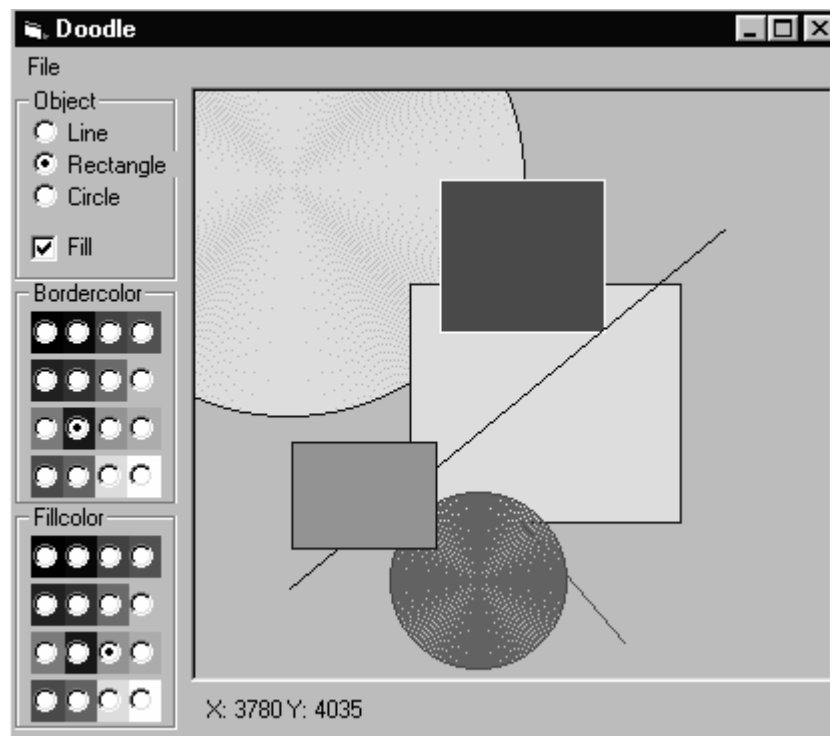 Doodle
File
Object
Line
Rectangle
Circle
Fill
Bordercolor
Fillcolor
X: 3780 Y: 4035